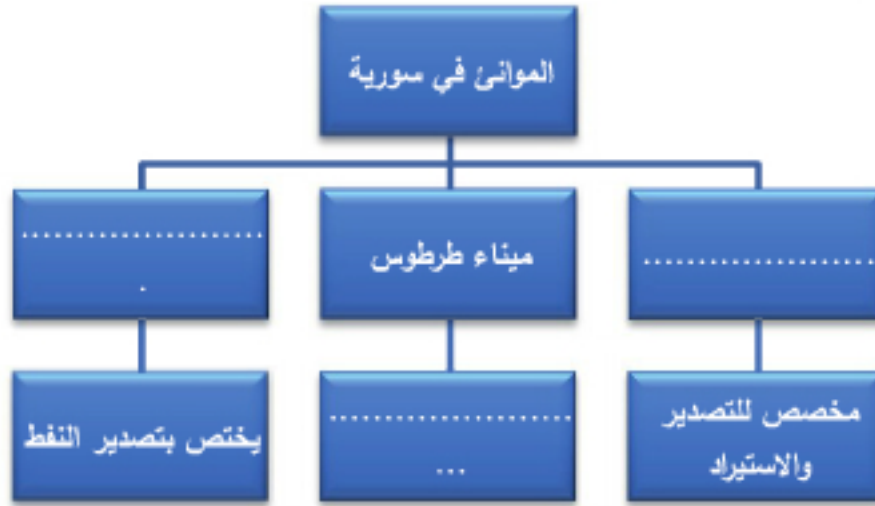 الموانئ في سورية
......................
ميناء طرطوس
......................
.
مخصص للتصدير
والاستيراد
......................
...
يختص بتصدير النفط